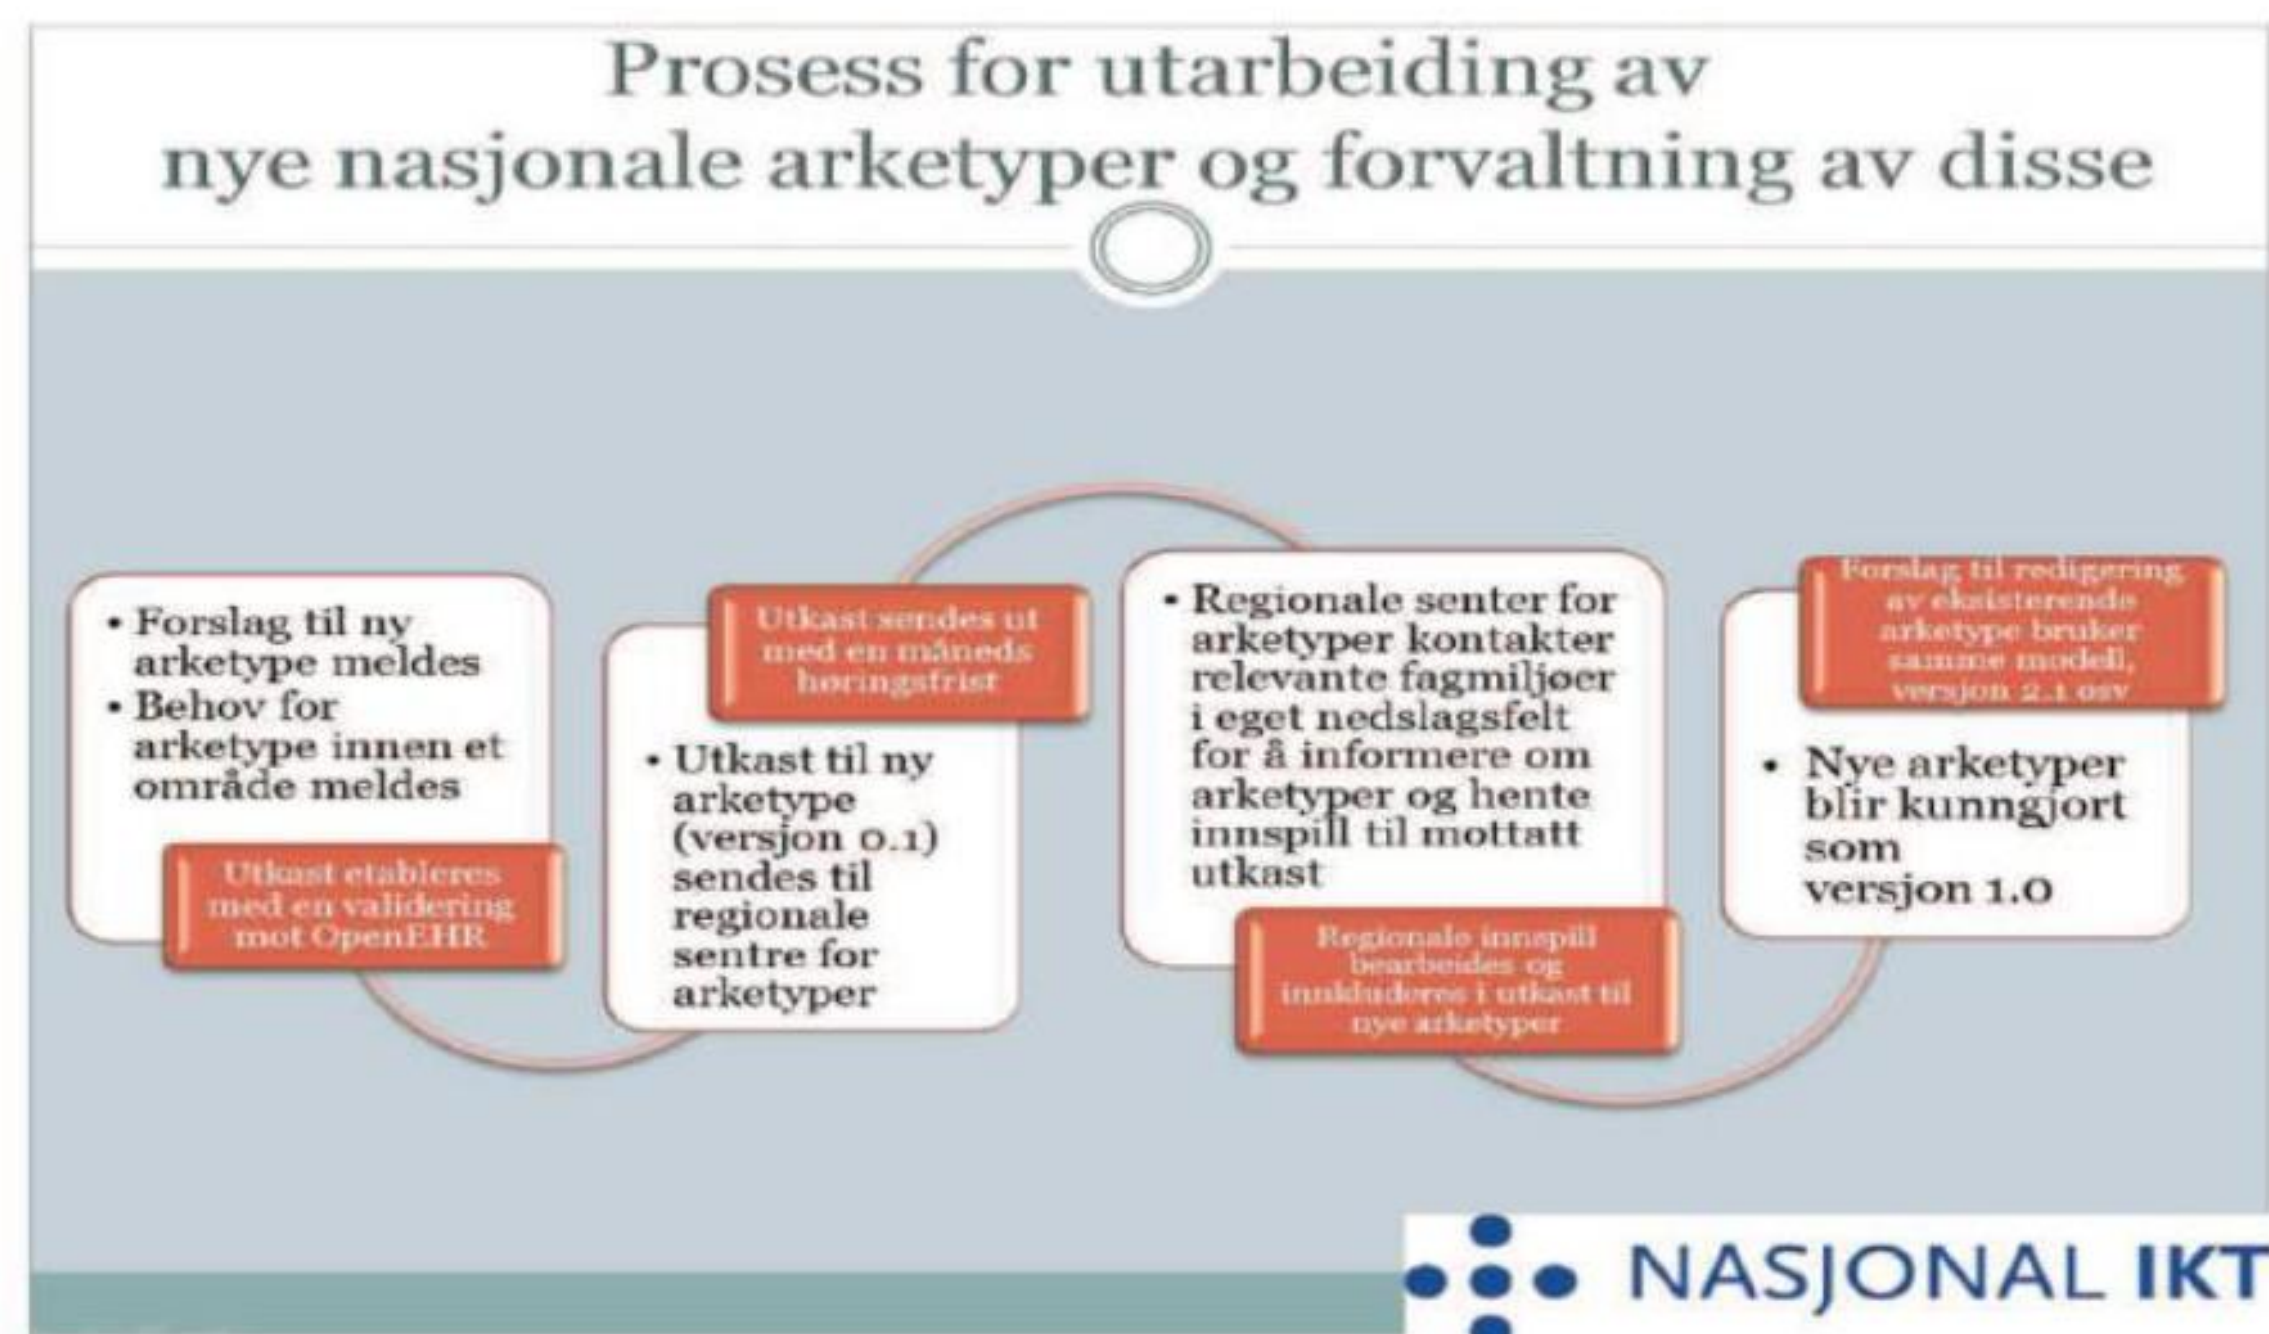 Prosess for utarbeiding av
nye nasjonale arketyper og forvaltning av disse
• Forslag til ny
arketype meldes
• Behov for
arketype innen et
område meldes
Utkast etableres
med en validering
mot OpenEHR
Utkast sendes ut
med en måneds
høringsfrist
• Utkast til ny
arketype
(versjon 0.1)
sendes til
regionale
sentre for
arketyper
• Regionale senter for
arketyper kontakter
relevante fagmiljøer
i eget nedslagsfelt
for å informere om
arketyper og hente
innspill til mottatt
utkast
Regionale innspill
bearbeides og
innkluderes i utkast til
nye arketyper
Forslag til redigering
av eksisterende
arketype bruker
samme modell,
versjon 2.1 osv
• Nye arketyper
blir kunngjort
som
versjon 1.0
NASJONAL IKT